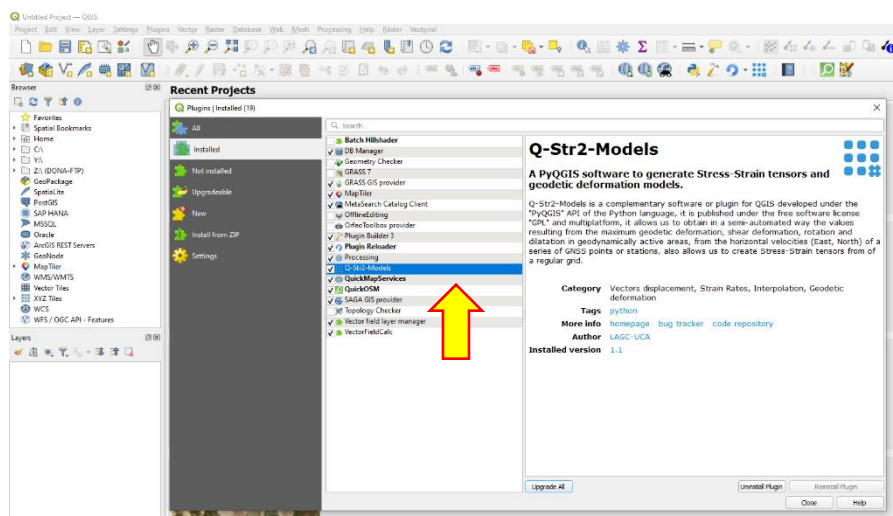 Untitled Project — QGIS
Project Edit View Layer Settings Plugins Vector Raster Database Web Mesh Processing Help
Browser
Recent Projects
Favorites
Spatial Bookmarks
Home
C:\
Y:\
Z:\ (DONA-FTP)
GeoPackage
SpatiaLite
PostGIS
SAP HANA
MSSQL
Oracle
ArcGIS REST Servers
GeoNode
MapTiler
WMS/WMTS
Vector Tiles
XYZ Tiles
WCS
WFS / OGC API - Features
Layers
Plugins | Installed (19)
All
Installed
Not installed
Upgradeable
New
Install from ZIP
Settings
Search
Batch Hillshader
DB Manager
Geometry Checker
GRASS 7
GRASS GIS provider
MapTiler
MetaSearch Catalog Client
OfflineEditing
OrfeoToolbox provider
Plugin Builder 3
Plugin Reloader
Processing
Q-Str2-Models
QuickMapServices
QuickOSM
SAGA GIS provider
Topology Checker
Vector field layer manager
VectorFieldCalc
Q-Str2-Models
A PyQGIS software to generate Stress-Strain tensors and
geodetic deformation models.
Q-Str2-Models is a complementary software or plugin for QGIS developed under the
"PyQGIS" API of the Python language, it is published under the free software license
"GPL" and multiplatform, it allows us to obtain in a semi-automated way the values
resulting from the maximum geodetic deformation, shear deformation, rotation and
dilatation in geodynamically active areas, from the horizontal velocities (East, North) of a
series of GNSS points or stations, also allows us to create Stress-Strain tensors from of
a regular grid.
Category Vectors displacement, Strain Rates, Interpolation, Geodetic
deformation
Tags python
More info homepage bug tracker code repository
Author LAGC-UCA
Installed version 1.1
Upgrade All
Uninstall Plugin
Reinstall Plugin
Close
Help